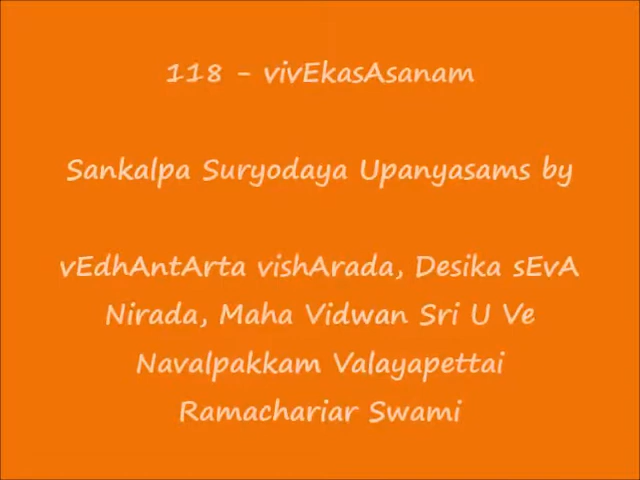 118 - vivEkasAsanam
Sankalpa Suryodaya Upanyasams by
vEdhAntArta vishArada, Desika sEvA
Nirada, Maha Vidwan Sri U Ve
Navalpakkam Valayapettai
Ramachariar Swami